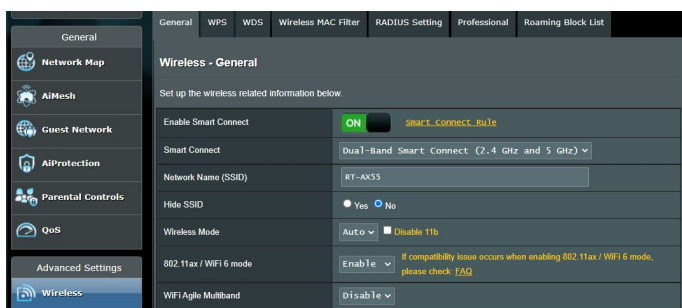 General
WPS
WDS
Wireless MAC Filter
RADIUS Setting
Professional
Roaming Block List
General
Network Map
AiMesh
Guest Network
AiProtection
Parental Controls
QoS
Advanced Settings
Wireless
Wireless - General
Set up the wireless related information below.
Enable Smart Connect
ON
Smart Connect Rule
Smart Connect
Dual-Band Smart Connect (2.4 GHz and 5 GHz)
Network Name (SSID)
RT-AX55
Hide SSID
Yes No
Wireless Mode
Auto
Disable 11b
802.11ax / WiFi 6 mode
Enable
If compatibility issue occurs when enabling 802.11ax / WiFi 6 mode,
please check: FAQ
WiFi Agile Multiband
Disable